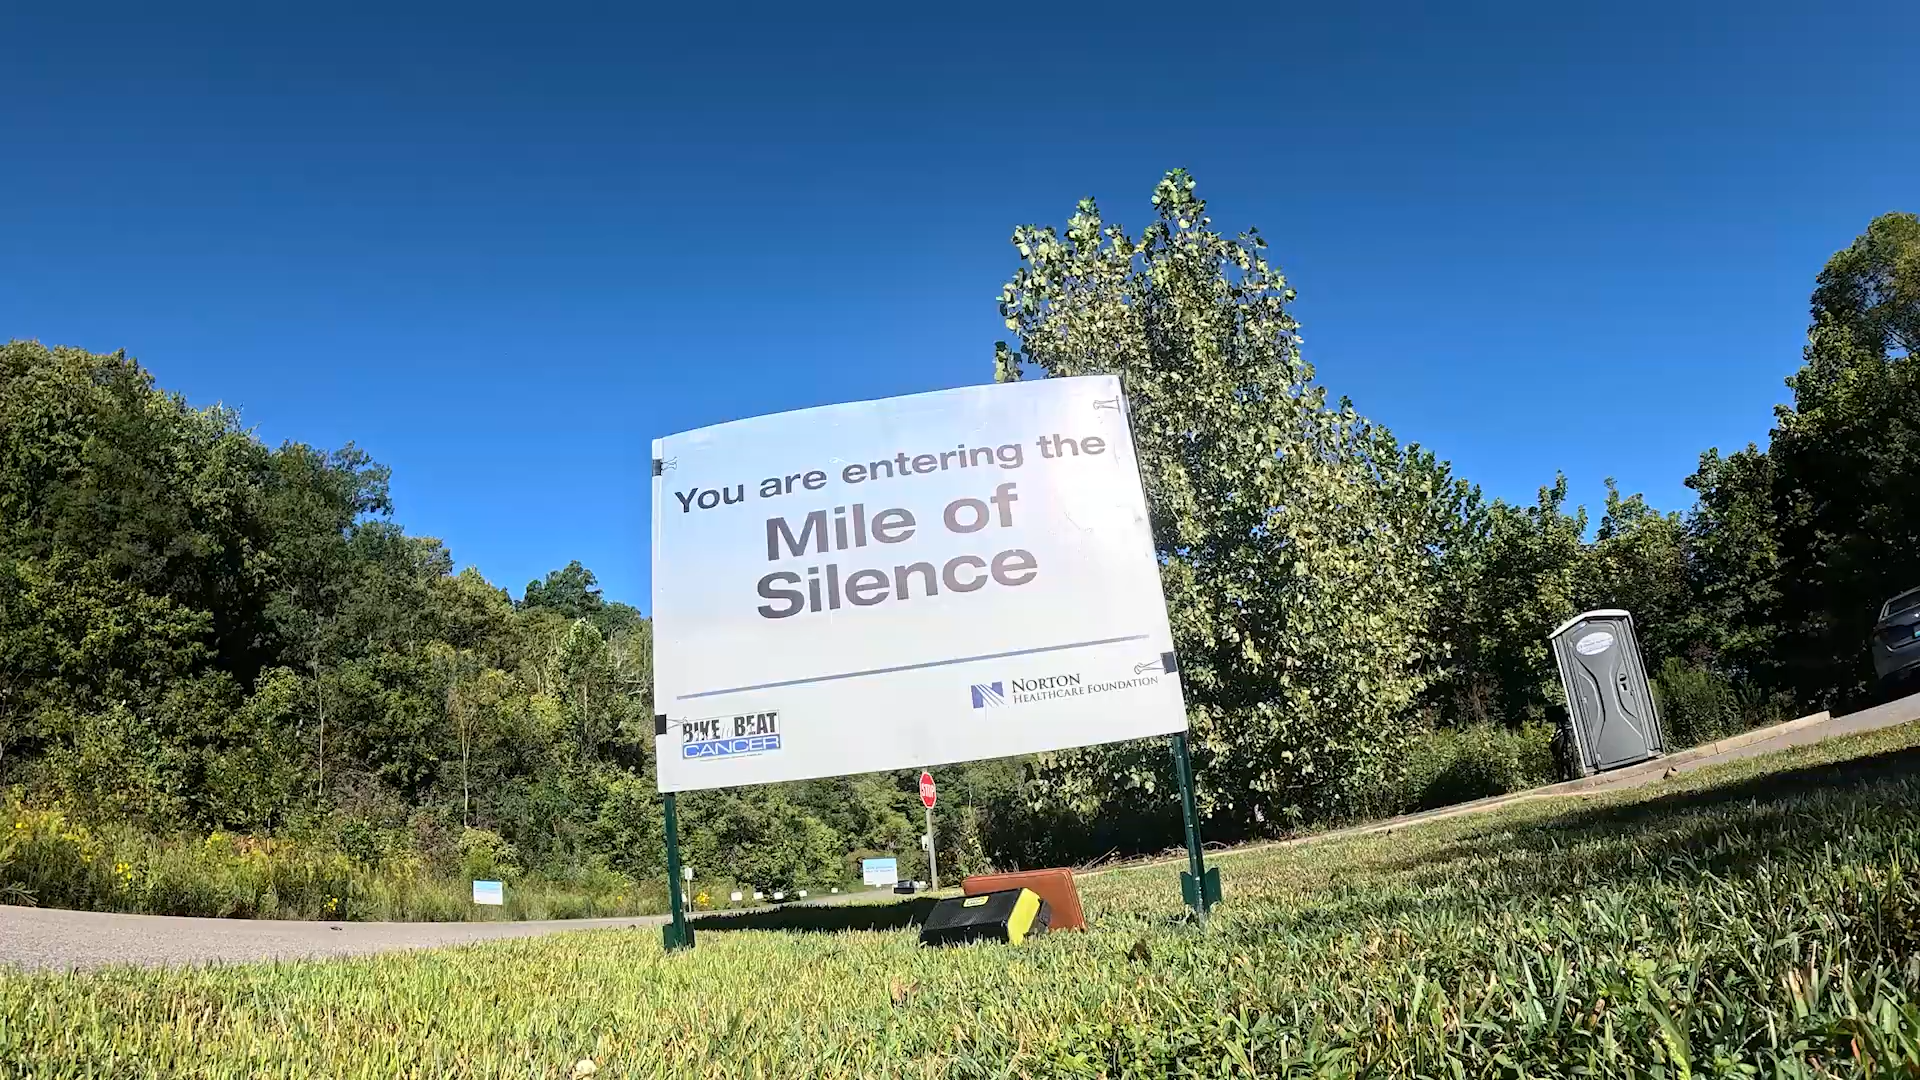 You are entering the
Mile of
Silence
NORTON
HEALTHCARE FOUNDATION
BIKE to BEAT
CANCER
STOP